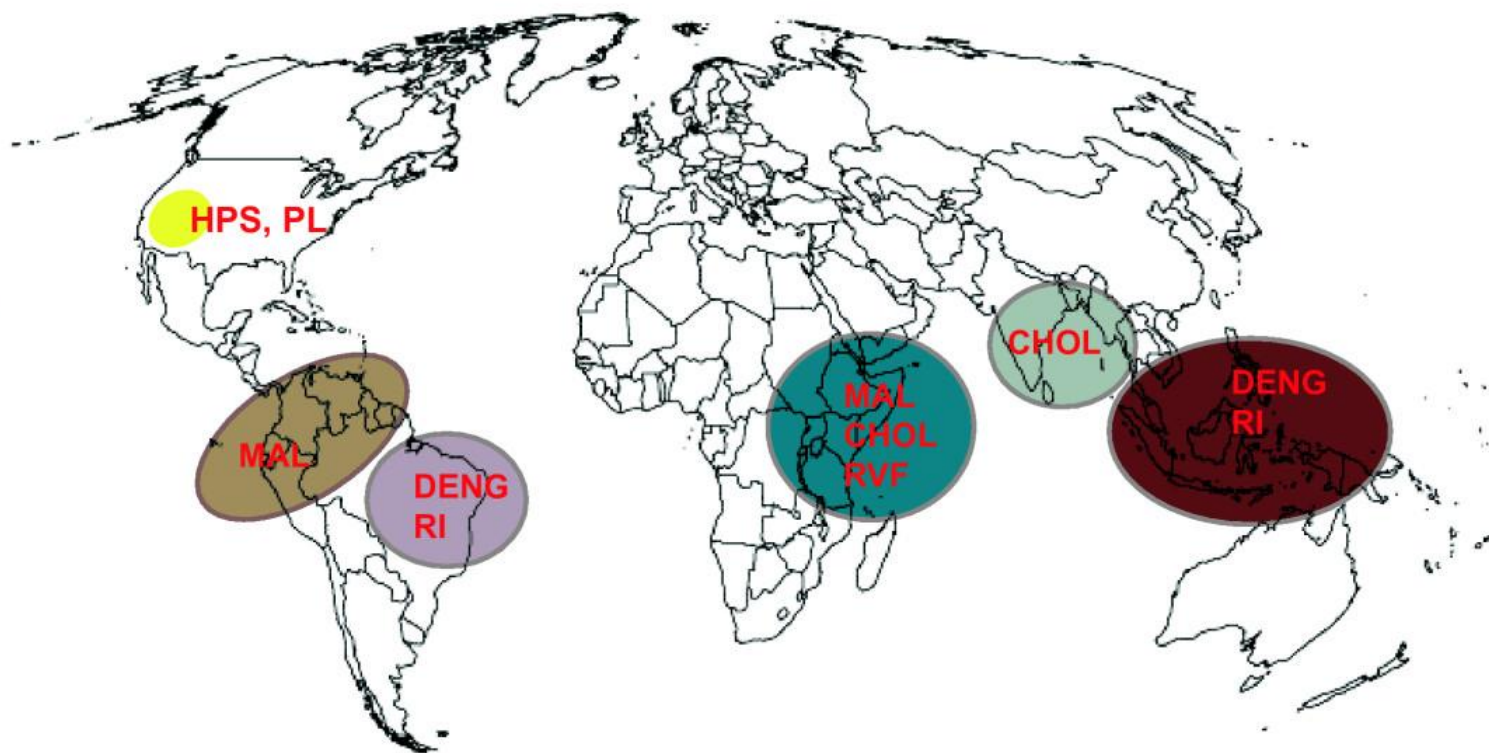 HPS, PL
MAL
DENG
RI
MAL
CHOL
RVF
CHOL
DENG
RI